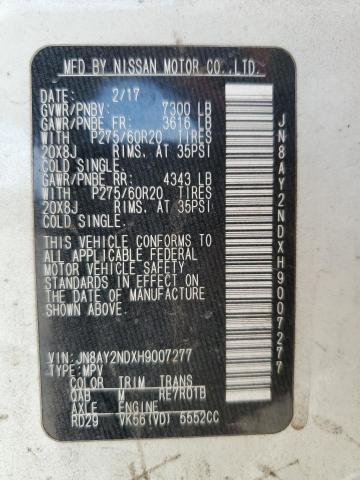 MFD BY NISSAN MOTOR CO.,LTD.
DATE: 2/17
GVWR/PNBV: 7300 LB
GAWR/PNBE FR: 3616 LB
WITH P275/60R20 TIRES
20X8J RIMS, AT 35PSI
COLD SINGLE.
GAWR/PNBE RR: 4343 LB
WITH P275/60R20 TIRES
20X8J RIMS, AT 35PSI
COLD SINGLE.
THIS VEHICLE CONFORMS TO
ALL APPLICABLE FEDERAL
MOTOR VEHICLE SAFETY
STANDARDS IN EFFECT ON
THE DATE OF MANUFACTURE
SHOWN ABOVE.
VIN:JN8AY2NDXH9007277
TYPE:MPV
COLOR TRIM TRANS
QAB M RE7R01B
AXLE ENGINE
RD29 VK56(VD) 5552CC
JN8AY2NDXH9007277